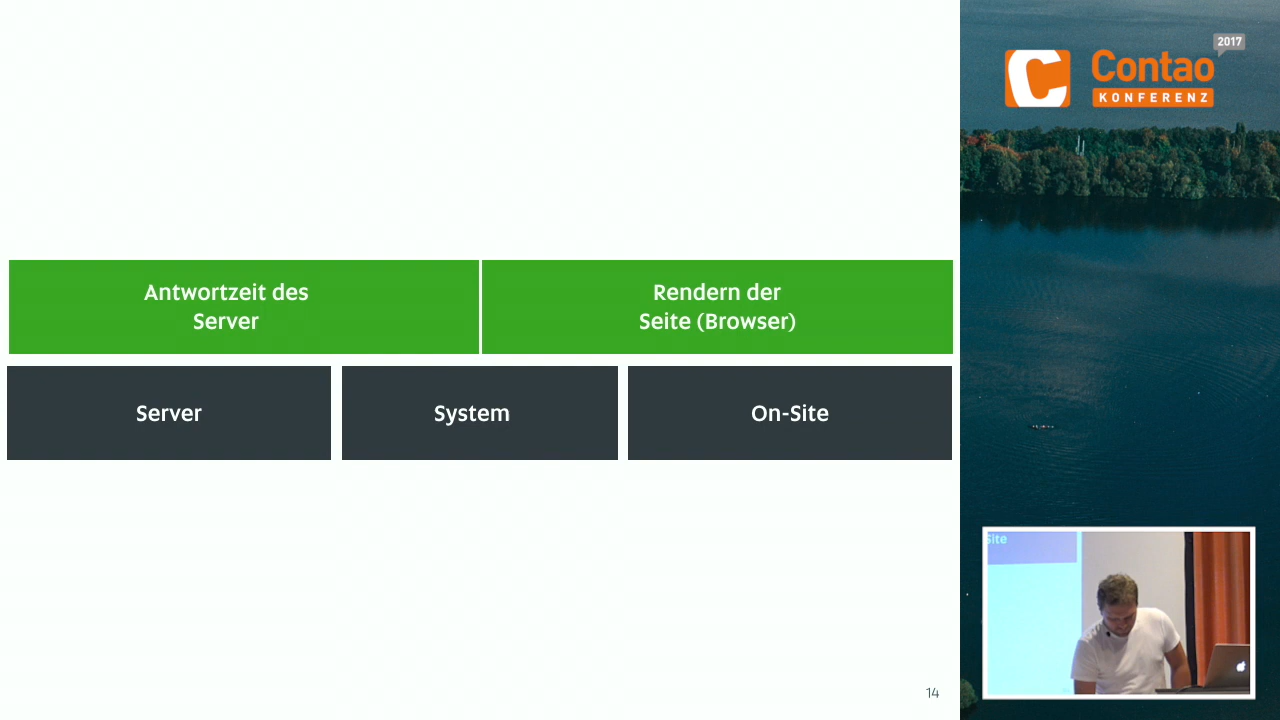 Antwortzeit des
Server
Rendern der
Seite (Browser)
Server
System
On-Site
14
2017
Contao
KONFERENZ
Site